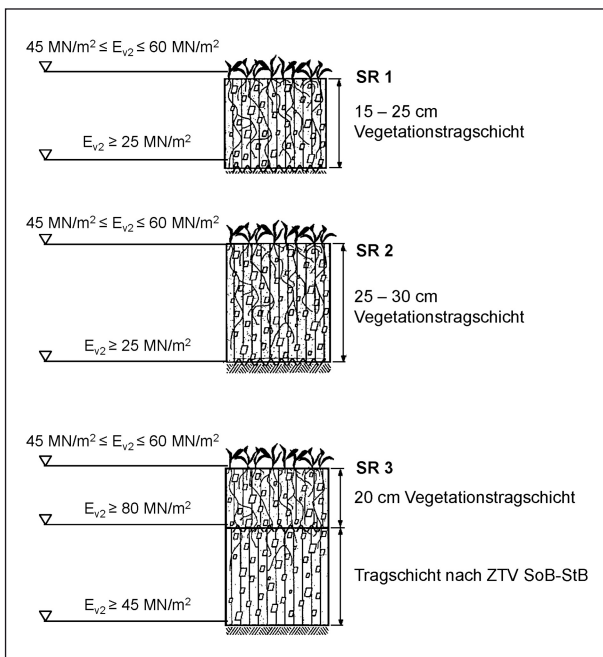 45 MN/m² ≤ Ev2 ≤ 60 MN/m²
SR 1
15 – 25 cm
Vegetationstragschicht
Ev2 ≥ 25 MN/m²
45 MN/m² ≤ Ev2 ≤ 60 MN/m²
SR 2
25 – 30 cm
Vegetationstragschicht
Ev2 ≥ 25 MN/m²
45 MN/m² ≤ Ev2 ≤ 60 MN/m²
SR 3
20 cm Vegetationstragschicht
Ev2 ≥ 80 MN/m²
Tragschicht nach ZTV SoB-StB
Ev2 ≥ 45 MN/m²